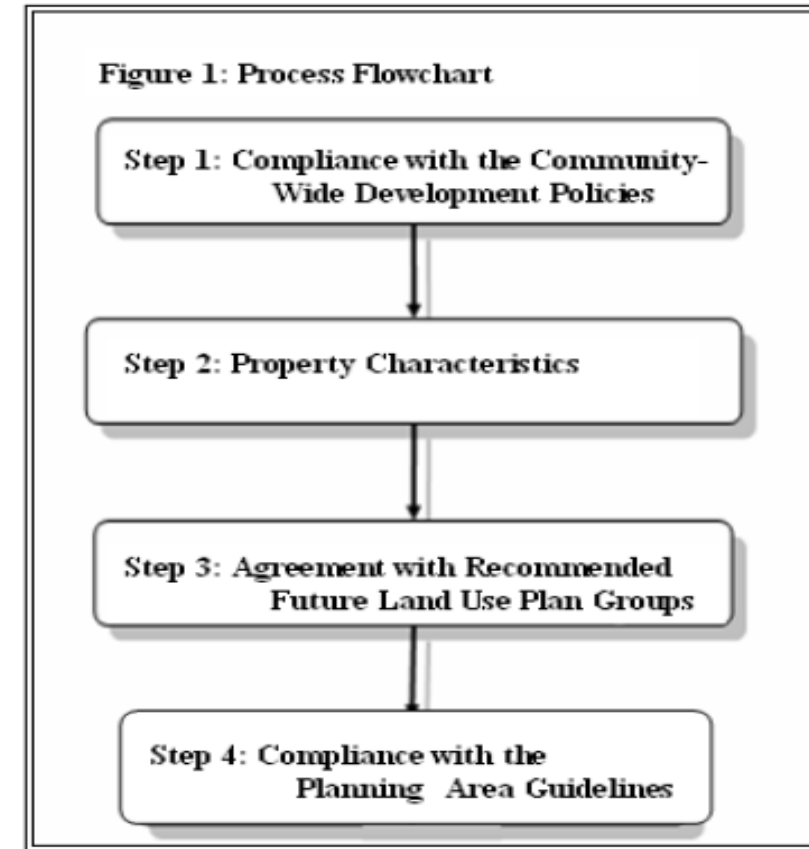 Figure 1: Process Flowchart
Step 1: Compliance with the Community-
Wide Development Policies
Step 2: Property Characteristics
Step 3: Agreement with Recommended
Future Land Use Plan Groups
Step 4: Compliance with the
Planning Area Guidelines